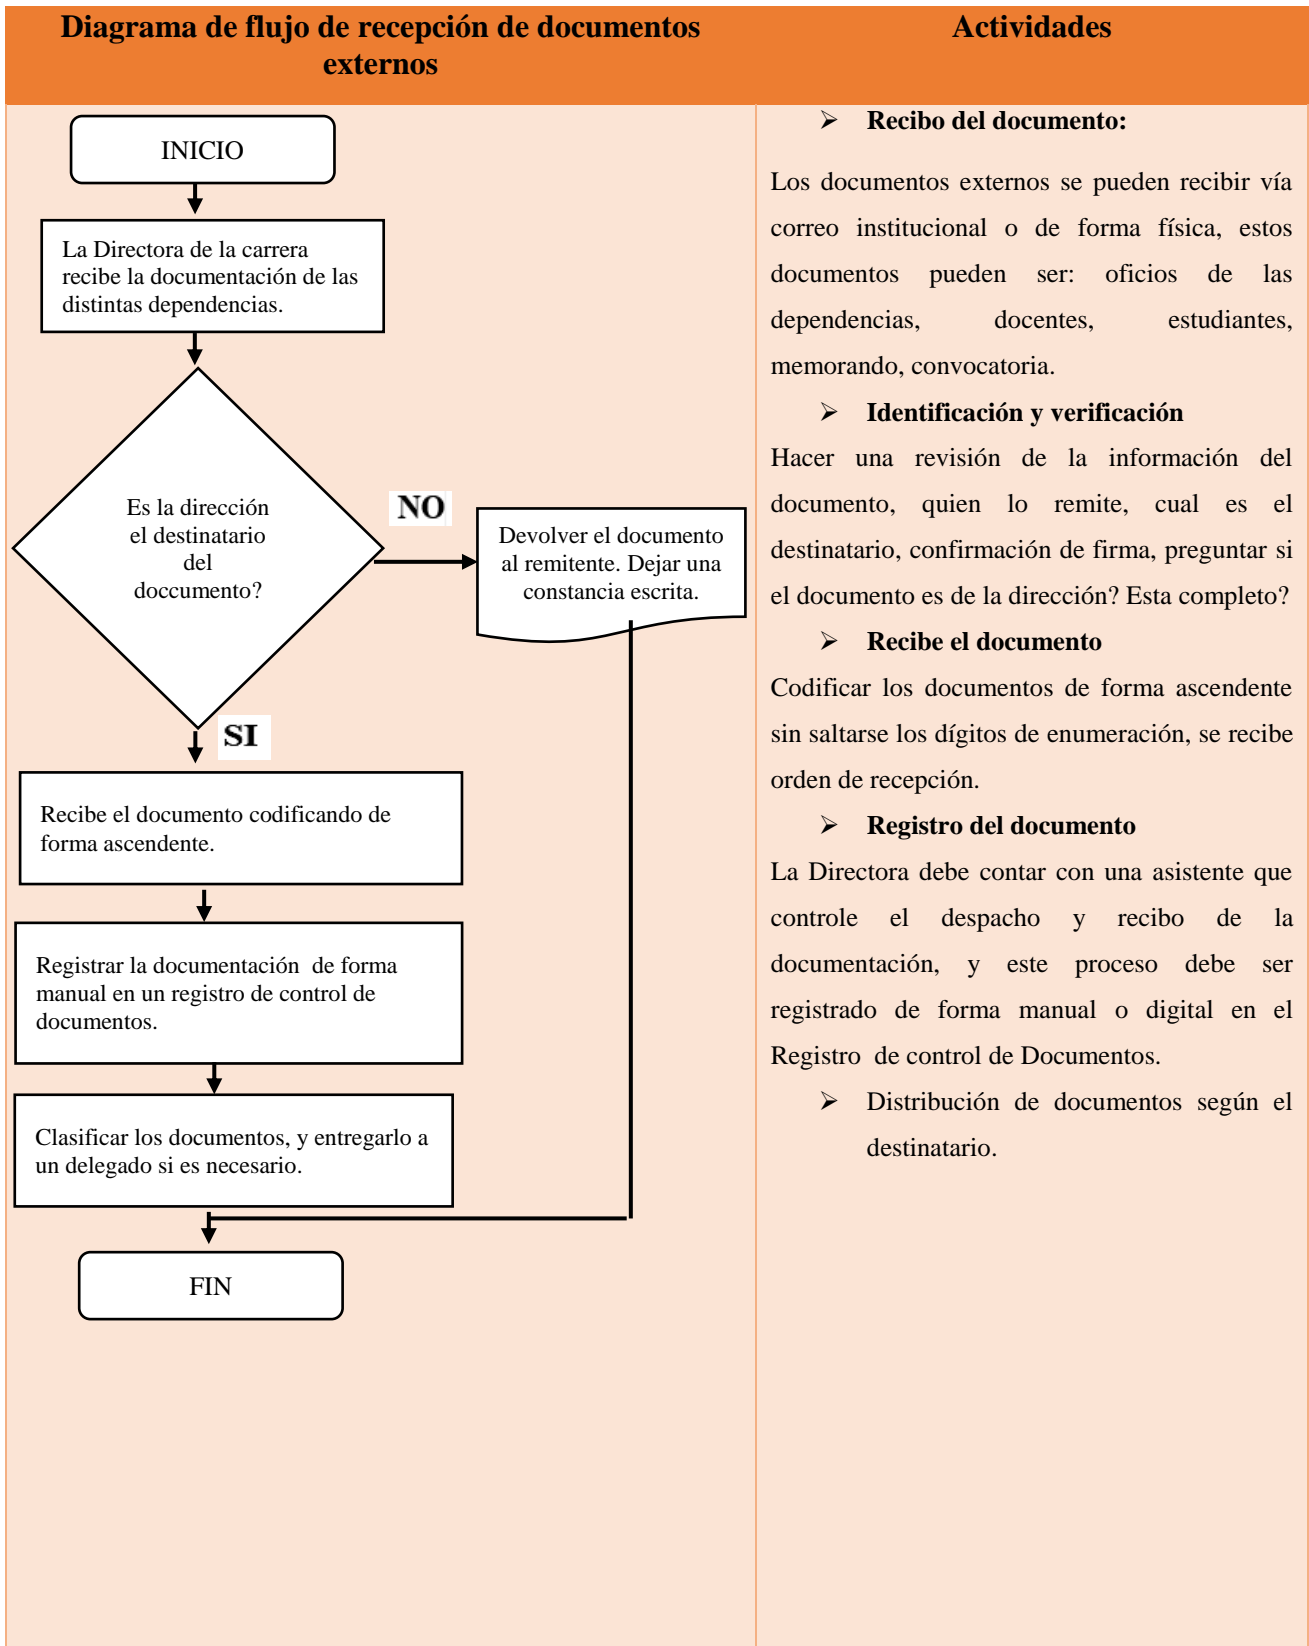 Diagrama de flujo de recepción de documentos
externos
Actividades
INICIO
La Directora de la carrera
recibe la documentación de las
distintas dependencias.
Es la dirección
el destinatario
del
doccumento?
NO
Devolver el documento
al remitente. Dejar una
constancia escrita.
SI
Recibe el documento codificando de
forma ascendente.
Registrar la documentación de forma
manual en un registro de control de
documentos.
Clasificar los documentos, y entregarlo a
un delegado si es necesario.
FIN
➢ Recibo del documento:
Los documentos externos se pueden recibir vía
correo institucional o de forma física, estos
documentos pueden ser: oficios de las
dependencias, docentes, estudiantes,
memorando, convocatoria.
➢ Identificación y verificación
Hacer una revisión de la información del
documento, quien lo remite, cual es el
destinatario, confirmación de firma, preguntar si
el documento es de la dirección? Esta completo?
➢ Recibe el documento
Codificar los documentos de forma ascendente
sin saltarse los dígitos de enumeración, se recibe
orden de recepción.
➢ Registro del documento
La Directora debe contar con una asistente que
controle el despacho y recibo de la
documentación, y este proceso debe ser
registrado de forma manual o digital en el
Registro de control de Documentos.
➢ Distribución de documentos según el
destinatario.